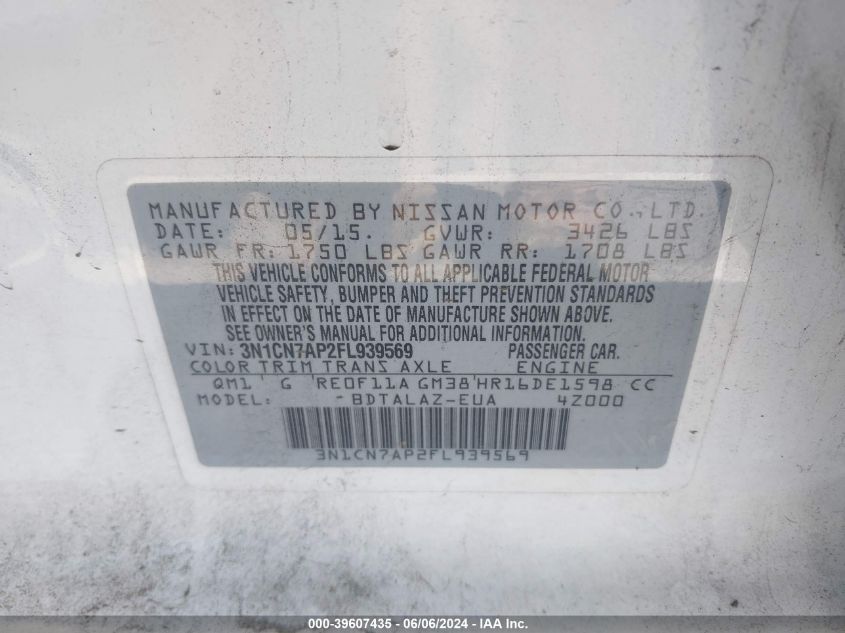 MANUFACTURED BY NISSAN MOTOR CO., LTD.
DATE: 05/15. GVWR: 3426 LBS
GAWR FR: 1750 LBS GAWR RR: 1708 LBS
THIS VEHICLE CONFORMS TO ALL APPLICABLE FEDERAL MOTOR
VEHICLE SAFETY, BUMPER AND THEFT PREVENTION STANDARDS
IN EFFECT ON THE DATE OF MANUFACTURE SHOWN ABOVE.
SEE OWNER'S MANUAL FOR ADDITIONAL INFORMATION.
VIN: 3N1CN7AP2FL939569 PASSENGER CAR.
COLOR TRIM TRANS AXLE ENGINE
QM1 G RE0F11A GM38 HR16DE1598 CC
MODEL: -BDTALAZ-EUA 4Z000
3N1CN7AP2FL939569
000-39607435 - 06/06/2024 - IAA Inc.